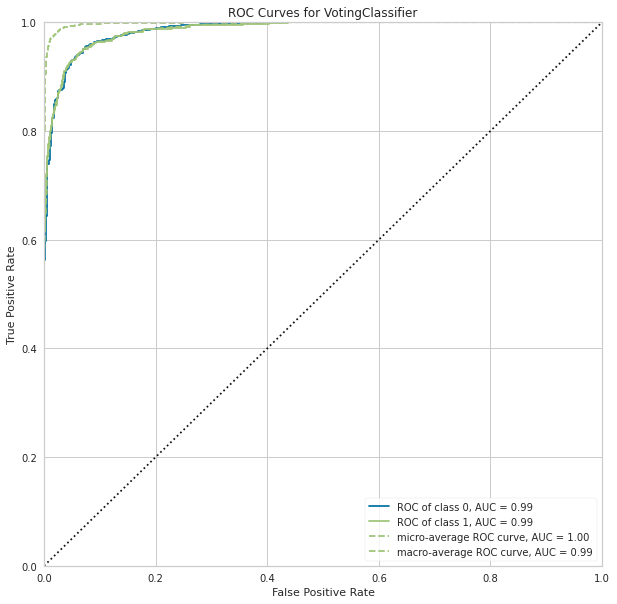 ROC Curves for VotingClassifier
1.0
0.8
0.6
0.4
0.2
0.0
True Positive Rate
ROC of class 0, AUC = 0.99
ROC of class 1, AUC = 0.99
micro-average ROC curve, AUC = 1.00
macro-average ROC curve, AUC = 0.99
0.0 0.2 0.4 0.6 0.8 1.0
False Positive Rate